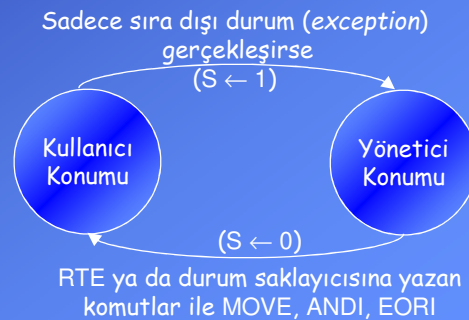 Sadece sıra dışı durum (exception)
gerçekleşirse
(S ← 1)
Kullanıcı
Konumu
Yönetici
Konumu
(S ← 0)
RTE ya da durum saklayıcısına yazan
komutlar ile MOVE, ANDI, EORI